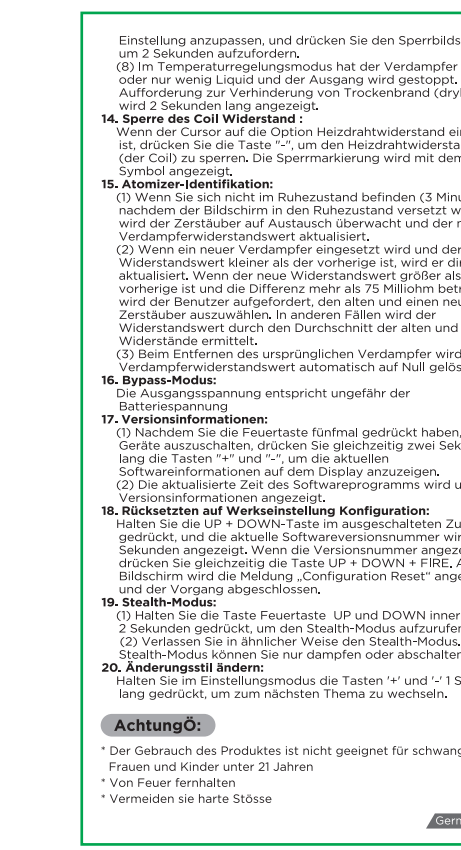 Einstellung anzupassen, und drücken Sie den Sperrbilds
um 2 Sekunden aufzufordern.
(8) Im Temperaturregelungsmodus hat der Verdampfer
oder nur wenig Liquid und der Ausgang wird gestoppt.
Aufforderung zur Verhinderung von Trockenbrand (dry
wird 2 Sekunden lang angezeigt.
14. Sperre des Coil Widerstand :
Wenn der Cursor auf die Option Heizdrahtwiderstand ei
ist, drücken Sie die Taste "-", um den Heizdrahtwidersta
(der Coil) zu sperren. Die Sperrmarkierung wird mit dem
Symbol angezeigt.
15. Atomizer-Identifikation:
(1) Wenn Sie sich nicht im Ruhezustand befinden (3 Minu
nachdem der Bildschirm in den Ruhezustand versetzt w
wird der Zerstäuber auf Austausch überwacht und der n
Verdampferwiderstandswert aktualisiert.
(2) Wenn ein neuer Verdampfer eingesetzt wird und der
Widerstandswert kleiner als der vorherige ist, wird er di
aktualisiert. Wenn der neue Widerstandswert größer als
vorherige ist und die Differenz mehr als 75 Milliohm bet
wird der Benutzer aufgefordert, den alten und einen neu
Zerstäuber auszuwählen. In anderen Fällen wird der
Widerstandswert durch den Durchschnitt der alten und
Widerstände ermittelt.
(3) Beim Entfernen des ursprünglichen Verdampfer wird
Verdampferwiderstandswert automatisch auf Null gelös
16. Bypass-Modus:
Die Ausgangsspannung entspricht ungefähr der
Batteriespannung
17. Versionsinformationen:
(1) Nachdem Sie die Feuertaste fünfmal gedrückt haben,
Geräte auszuschalten, drücken Sie gleichzeitig zwei Sek
lang die Tasten "+" und "-", um die aktuellen
Softwareinformationen auf dem Display anzuzeigen.
(2) Die aktualisierte Zeit des Softwareprogramms wird u
Versionsinformationen angezeigt.
18. Rücksetzten auf Werkseinstellung Konfiguration:
Halten Sie die UP + DOWN-Taste im ausgeschalteten Zu
gedrückt, und die aktuelle Softwareversionsnummer wi
Sekunden angezeigt. Wenn die Versionsnummer angez
drücken Sie gleichzeitig die Taste UP + DOWN + FIRE. A
Bildschirm wird die Meldung „Configuration Reset“ ang
und der Vorgang abgeschlossen.
19. Stealth-Modus:
(1) Halten Sie die Taste Feuertaste UP und DOWN inner
2 Sekunden gedrückt, um den Stealth-Modus aufzurufen
(2) Verlassen Sie in ähnlicher Weise den Stealth-Modus.
Stealth-Modus können Sie nur dampfen oder abschalten
20. Änderungsstil ändern:
Halten Sie im Einstellungsmodus die Tasten '+' und '-' 1 S
lang gedrückt, um zum nächsten Thema zu wechseln.
AchtungÖ:
* Der Gebrauch des Produktes ist nicht geeignet für schwang
Frauen und Kinder unter 21 Jahren
* Von Feuer fernhalten
* Vermeiden sie harte Stösse
Germ